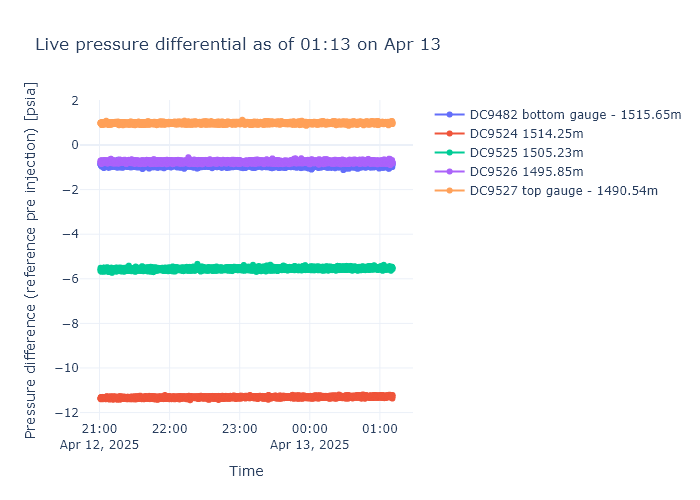 Live pressure differential as of 01:13 on Apr 13
Pressure difference (reference pre injection) [psia]
2
0
−2
−4
−6
−8
−10
−12
21:00
Apr 12, 2025
22:00
23:00
00:00
Apr 13, 2025
01:00
Time
DC9482 bottom gauge - 1515.65m
DC9524 1514.25m
DC9525 1505.23m
DC9526 1495.85m
DC9527 top gauge - 1490.54m